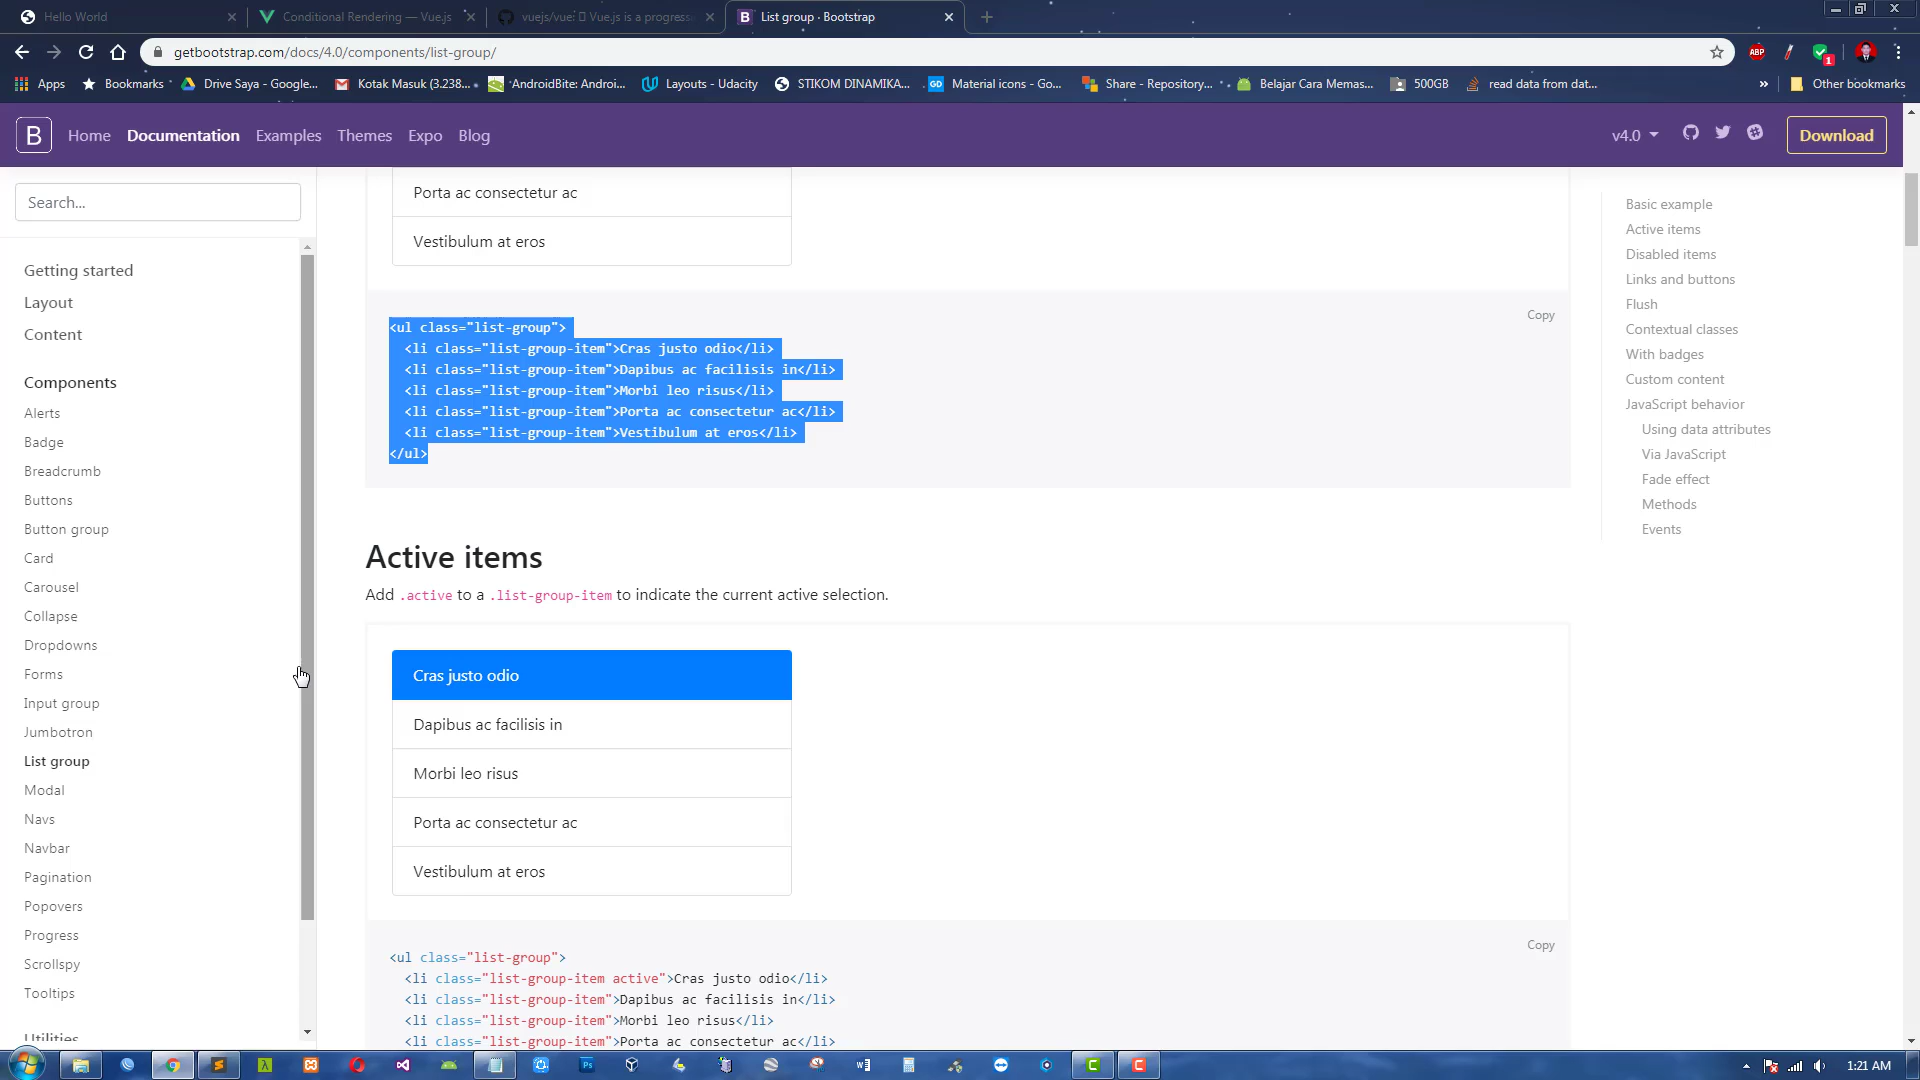 Hello World
Conditional Rendering — Vue.js
vuejs/vue: Vue.js is a progress
List group · Bootstrap
getbootstrap.com/docs/4.0/components/list-group/
ABP
1
Apps
Bookmarks
Drive Saya - Google...
Kotak Masuk (3.238...
'AndroidBite: Androi...
Layouts - Udacity
STIKOM DINAMIKA...
GD
Material icons - Go...
Share - Repository...
Belajar Cara Memas...
500GB
read data from dat...
»
Other bookmarks
B
Home
Documentation
Examples
Themes
Expo
Blog
v4.0
Download
Search...
Getting started
Layout
Content
Components
Alerts
Badge
Breadcrumb
Buttons
Button group
Card
Carousel
Collapse
Dropdowns
Forms
Input group
Jumbotron
List group
Modal
Navs
Navbar
Pagination
Popovers
Progress
Scrollspy
Tooltips
Utilities
Porta ac consectetur ac
Vestibulum at eros
Copy
<ul class="list-group">
<li class="list-group-item">Cras justo odio</li>
<li class="list-group-item">Dapibus ac facilisis in</li>
<li class="list-group-item">Morbi leo risus</li>
<li class="list-group-item">Porta ac consectetur ac</li>
<li class="list-group-item">Vestibulum at eros</li>
</ul>
Active items
Add .active to a .list-group-item to indicate the current active selection.
Cras justo odio
Dapibus ac facilisis in
Morbi leo risus
Porta ac consectetur ac
Vestibulum at eros
Copy
<ul class="list-group">
<li class="list-group-item active">Cras justo odio</li>
<li class="list-group-item">Dapibus ac facilisis in</li>
<li class="list-group-item">Morbi leo risus</li>
<li class="list-group-item">Porta ac consectetur ac</li>
Basic example
Active items
Disabled items
Links and buttons
Flush
Contextual classes
With badges
Custom content
JavaScript behavior
Using data attributes
Via JavaScript
Fade effect
Methods
Events
1:21 AM